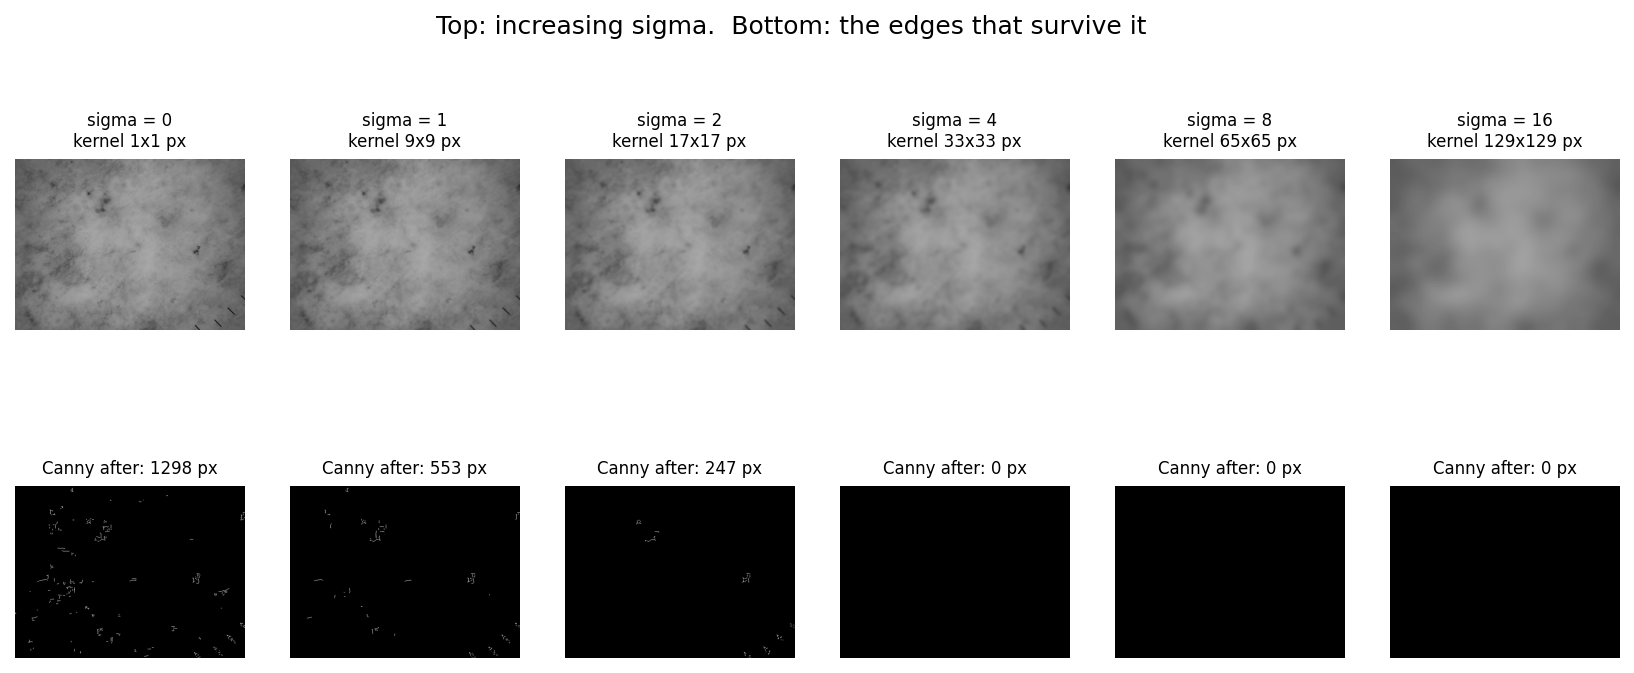 Top: increasing sigma.  Bottom: the edges that survive it
sigma = 0
kernel 1x1 px
sigma = 1
kernel 9x9 px
sigma = 2
kernel 17x17 px
sigma = 4
kernel 33x33 px
sigma = 8
kernel 65x65 px
sigma = 16
kernel 129x129 px
Canny after: 1298 px
Canny after: 553 px
Canny after: 247 px
Canny after: 0 px
Canny after: 0 px
Canny after: 0 px